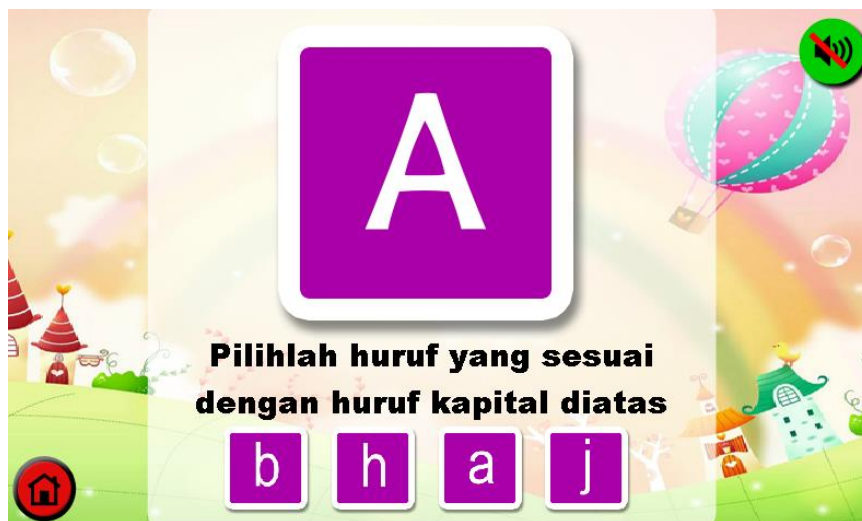 A
Pilihlah huruf yang sesuai
dengan huruf kapital diatas
b h a j